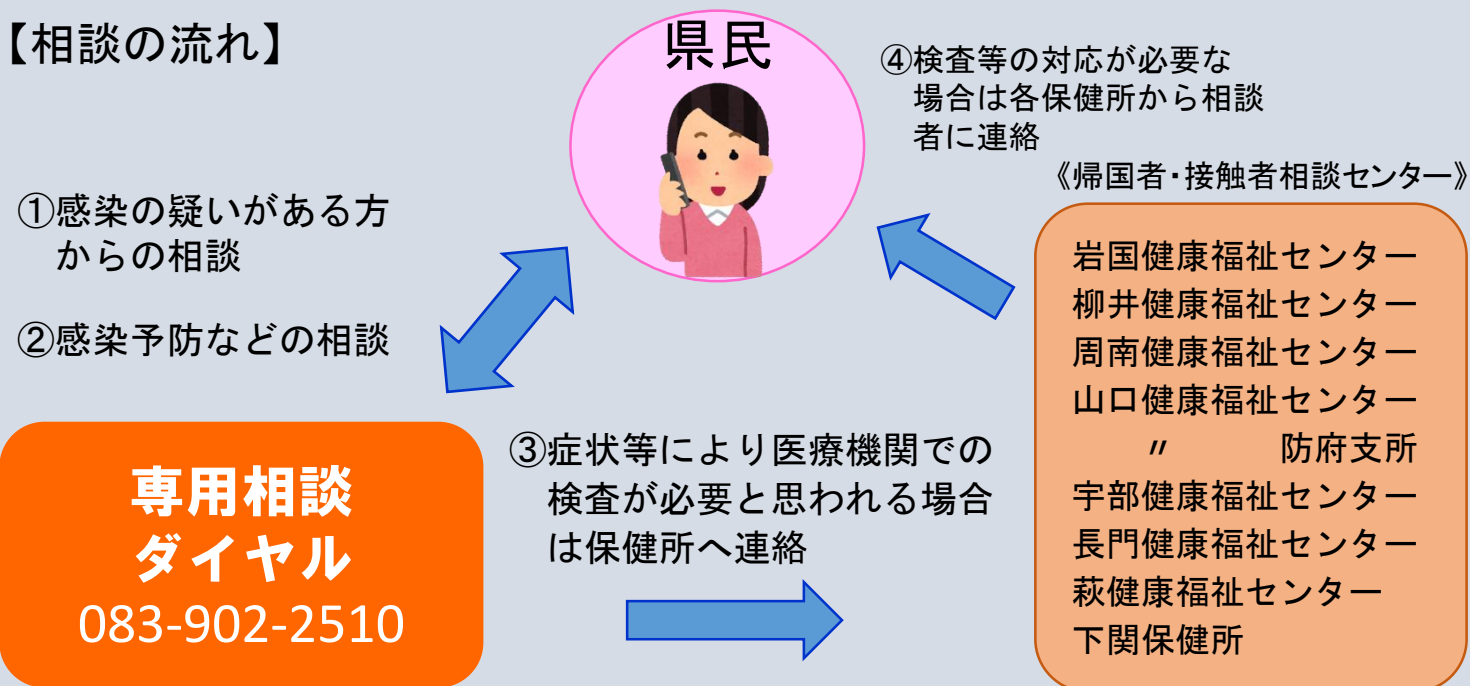 【相談の流れ】
県民
①感染の疑いがある方
からの相談
②感染予防などの相談
専用相談
ダイヤル
083-902-2510
③症状等により医療機関での
検査が必要と思われる場合
は保健所へ連絡
④検査等の対応が必要な
場合は各保健所から相談
者に連絡
《帰国者・接触者相談センター》
岩国健康福祉センター
柳井健康福祉センター
周南健康福祉センター
山口健康福祉センター
〃 防府支所
宇部健康福祉センター
長門健康福祉センター
萩健康福祉センター
下関保健所